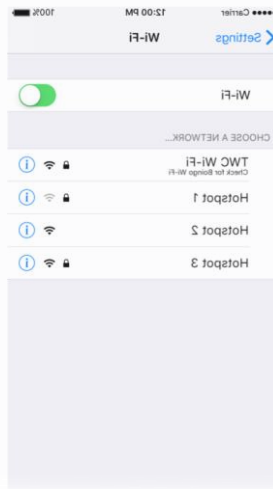 Carrier 12:00 PM 100%
Settings Wi-Fi
Wi-Fi
CHOOSE A NETWORK...
TWC Wi-Fi
Check for Boingo Wi-Fi
Hotspot 1
Hotspot 2
Hotspot 3